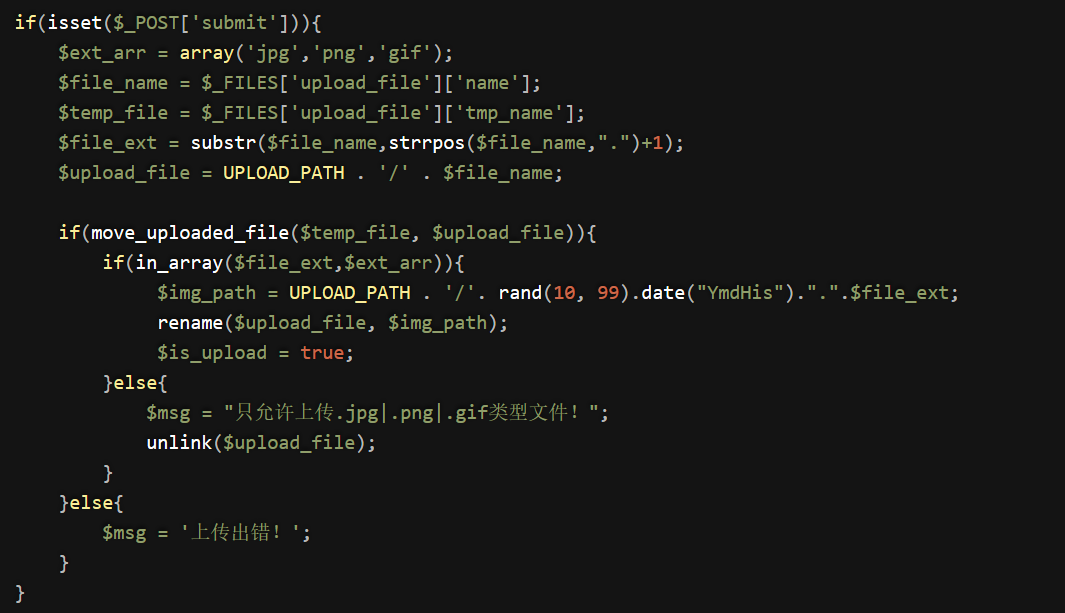 if(isset($_POST['submit'])){
    $ext_arr = array('jpg','png','gif');
    $file_name = $_FILES['upload_file']['name'];
    $temp_file = $_FILES['upload_file']['tmp_name'];
    $file_ext = substr($file_name,strrpos($file_name,".")+1);
    $upload_file = UPLOAD_PATH . '/' . $file_name;

    if(move_uploaded_file($temp_file, $upload_file)){
        if(in_array($file_ext,$ext_arr)){
             $img_path = UPLOAD_PATH . '/'. rand(10, 99).date("YmdHis").".".$file_ext;
             rename($upload_file, $img_path);
             $is_upload = true;
        }else{
            $msg = "只允许上传.jpg|.png|.gif类型文件！";
            unlink($upload_file);
        }
    }else{
        $msg = '上传出错！';
    }
}